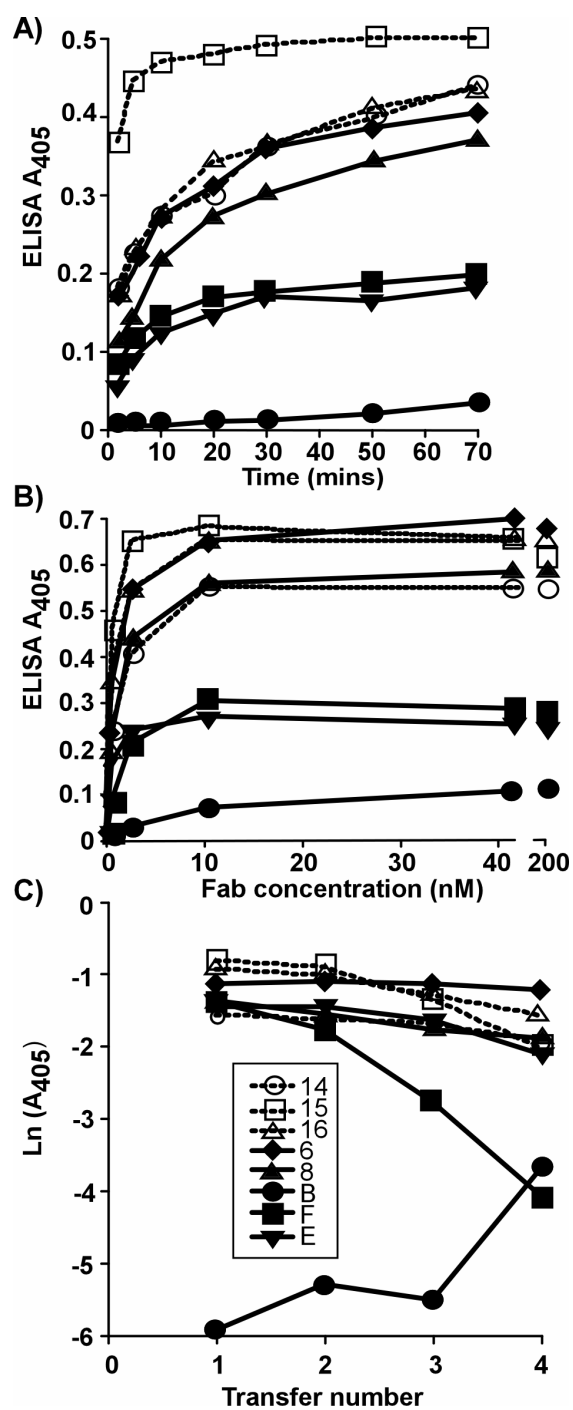 A)
ELISA A405
0.5
0.4
0.3
0.2
0.1
0
0 10 20 30 40 50 60 70
Time (mins)
B)
ELISA A405
0.7
0.6
0.5
0.4
0.3
0.2
0.1
0
0 10 20 30 40 200
Fab concentration (nM)
C)
Ln (A405)
-0
-1
-2
-3
-4
-5
-6
14
15
16
6
8
B
F
E
0 1 2 3 4
Transfer number